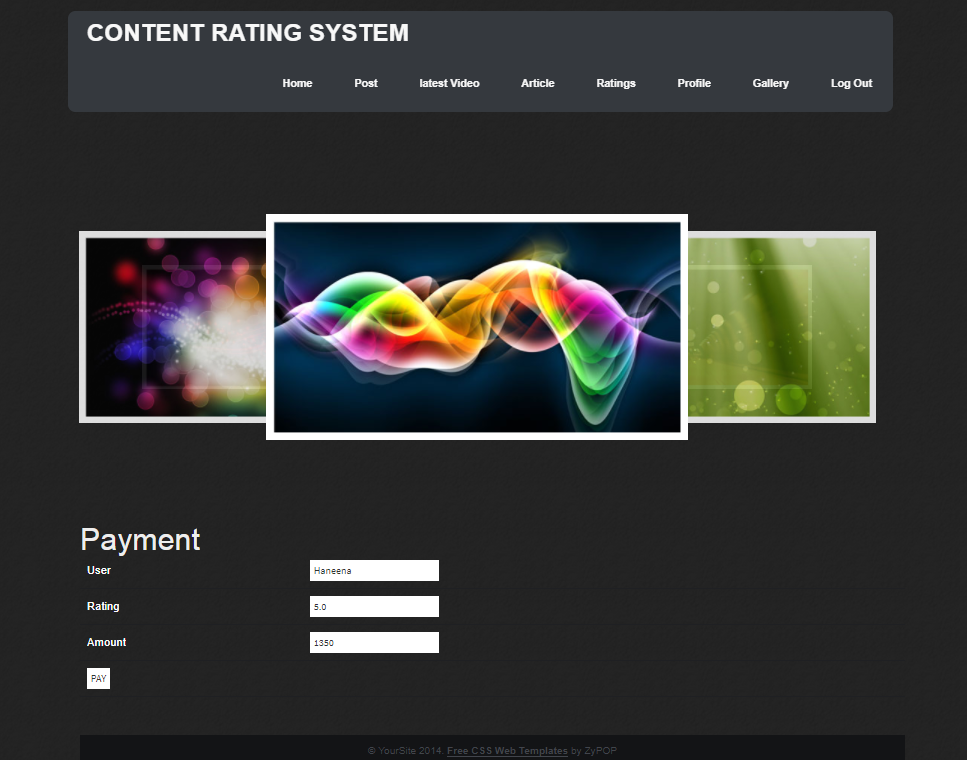 CONTENT RATING SYSTEM
Home Post latest Video Article Ratings Profile Gallery Log Out
Payment
User Haneena
Rating 5.0
Amount 1350
PAY
© YourSite 2014. Free CSS Web Templates by ZyPOP